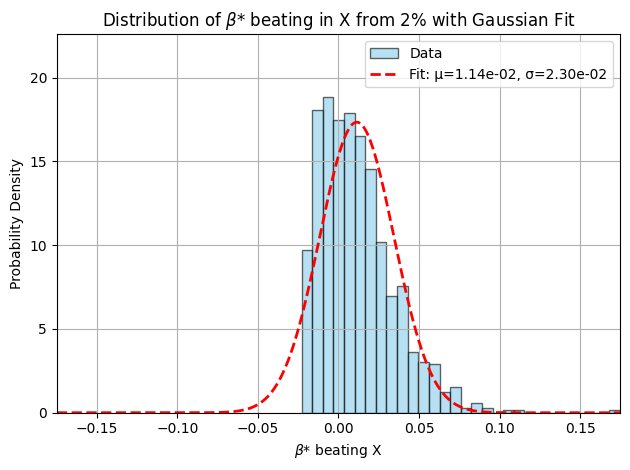 Distribution of β* beating in X from 2% with Gaussian Fit
Data
Fit: μ=1.14e-02, σ=2.30e-02
Probability Density
20
15
10
5
0
−0.15
−0.10
−0.05
0.00
0.05
0.10
0.15
β* beating X